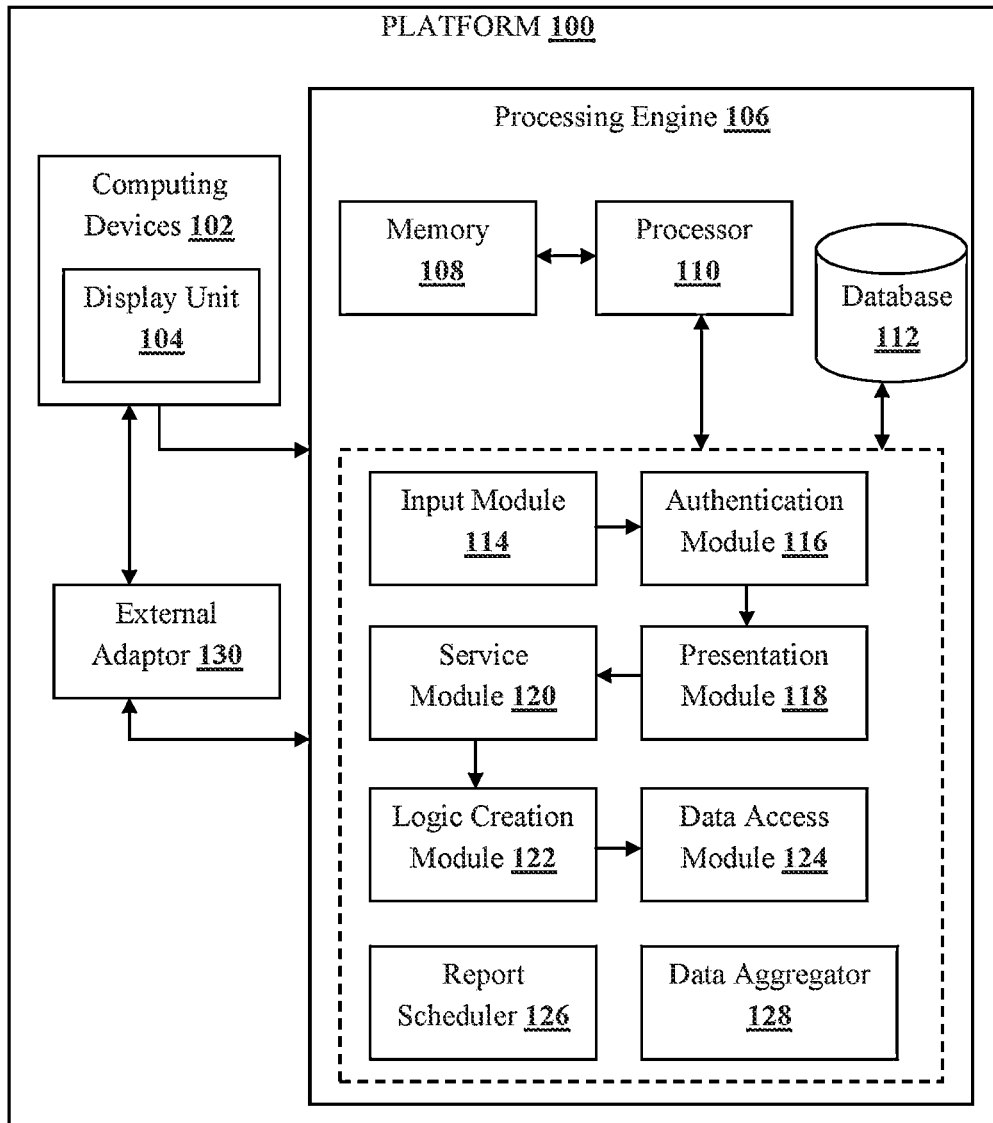 PLATFORM 100
Processing Engine 106
Computing
Devices 102
Display Unit
104
Memory
108
Processor
110
Database
112
Input Module
114
Authentication
Module 116
External
Adaptor 130
Service
Module 120
Presentation
Module 118
Logic Creation
Module 122
Data Access
Module 124
Report
Scheduler 126
Data Aggregator
128